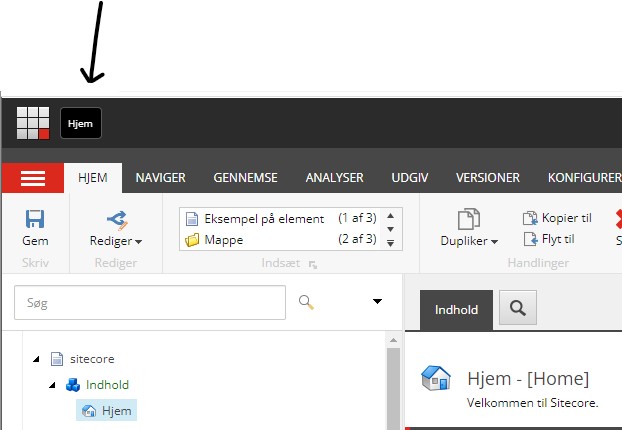 Hjem
HJEM NAVIGER GENNEMSE ANALYSER UDGIV VERSIONER KONFIGURER
Gem
Skriv
Rediger
Rediger
Eksempel på element (1 af 3)
Mappe (2 af 3)
Indsæt
Dupliker
Kopier til
Flyt til
Handlinger
Søg
Indhold
sitecore
Indhold
Hjem
Hjem - [Home]
Velkommen til Sitecore.